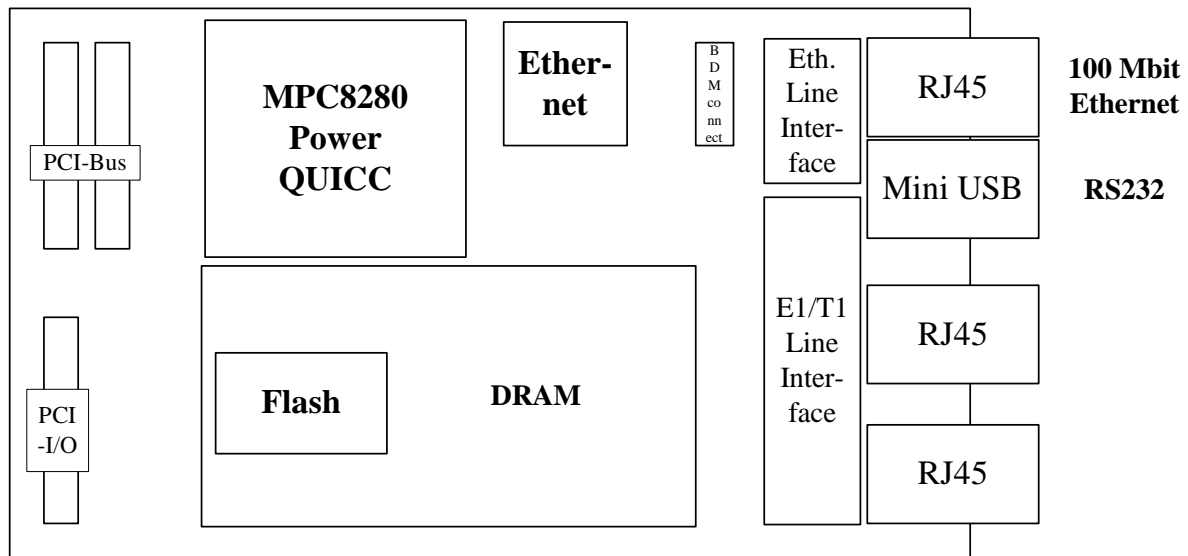 PCI-Bus
MPC8280
Power
QUICC
Ether-
net
B
D
M
co
nn
ect
Eth.
Line
Inter-
face
RJ45
100 Mbit
Ethernet
Mini USB
RS232
PCI
-I/O
Flash
DRAM
E1/T1
Line
Inter-
face
RJ45
RJ45